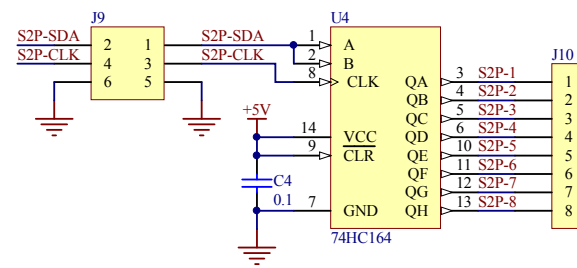 J9
U4
J10
S2P-SDA 2 1 S2P-SDA 1 A
S2P-CLK 4 3 S2P-CLK 2 B
6 5 8 CLK
QA 3 S2P-1 1
QB 4 S2P-2 2
QC 5 S2P-3 3
QD 6 S2P-4 4
QE 10 S2P-5 5
QF 11 S2P-6 6
QG 12 S2P-7 7
QH 13 S2P-8 8
+5V
14 VCC
9 CLR
C4
0.1
7 GND
74HC164